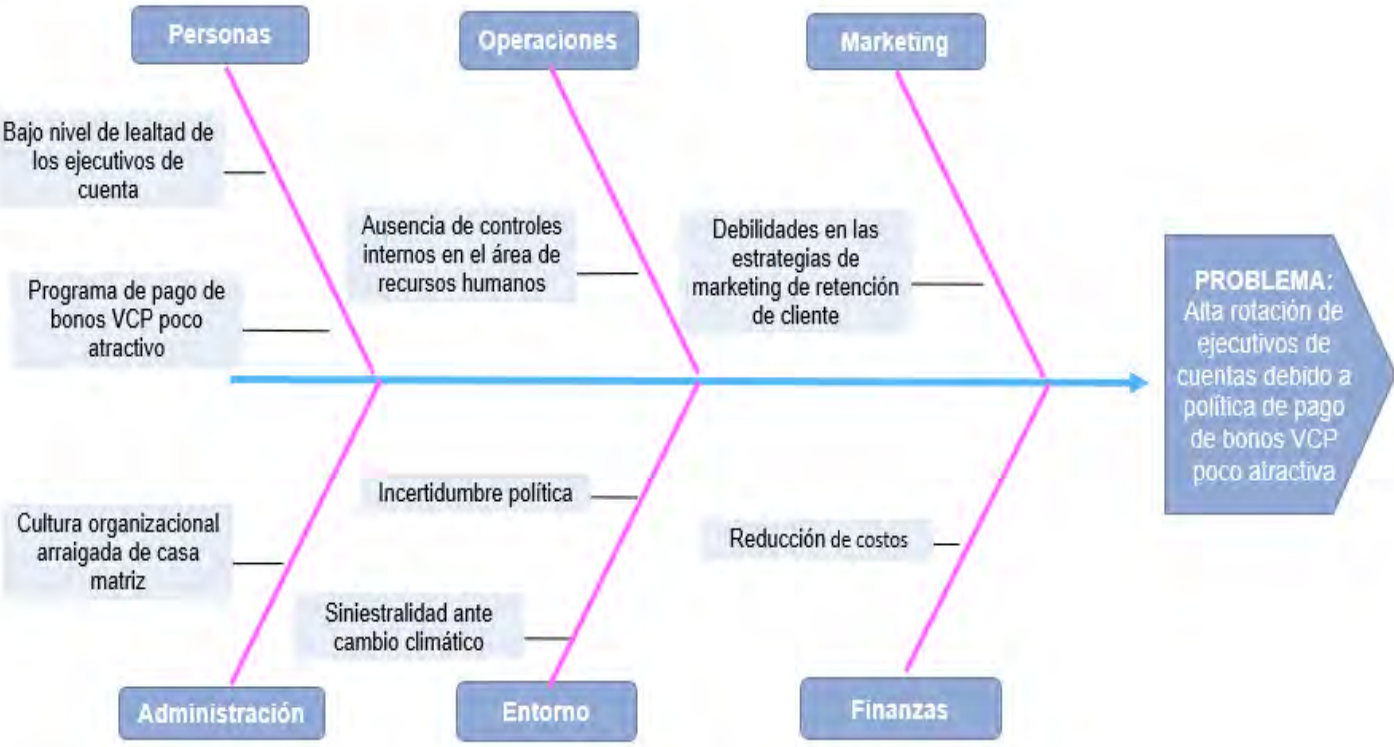 Personas
Operaciones
Marketing
Bajo nivel de lealtad de
los ejecutivos de
cuenta
Ausencia de controles
internos en el área de
recursos humanos
Debilidades en las
estrategias de
marketing de retención
de cliente
Programa de pago de
bonos VCP poco
atractivo
PROBLEMA:
Alta rotación de
ejecutivos de
cuentas debido a
política de pago
de bonos VCP
poco atractiva
Cultura organizacional
arraigada de casa
matriz
Incertidumbre política
Siniestralidad ante
cambio climático
Reducción de costos
Administración
Entorno
Finanzas